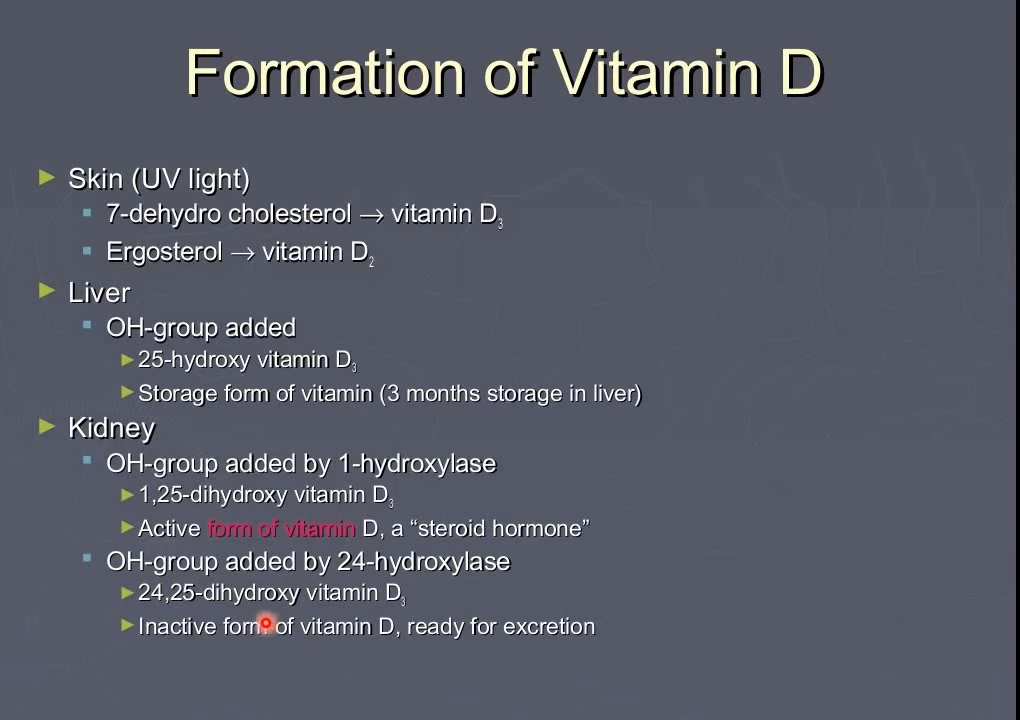 Formation of Vitamin D
Skin (UV light)
7-dehydro cholesterol → vitamin D3
Ergosterol → vitamin D2
Liver
OH-group added
25-hydroxy vitamin D3
Storage form of vitamin (3 months storage in liver)
Kidney
OH-group added by 1-hydroxylase
1,25-dihydroxy vitamin D3
Active form of vitamin D, a “steroid hormone”
OH-group added by 24-hydroxylase
24,25-dihydroxy vitamin D3
Inactive form of vitamin D, ready for excretion